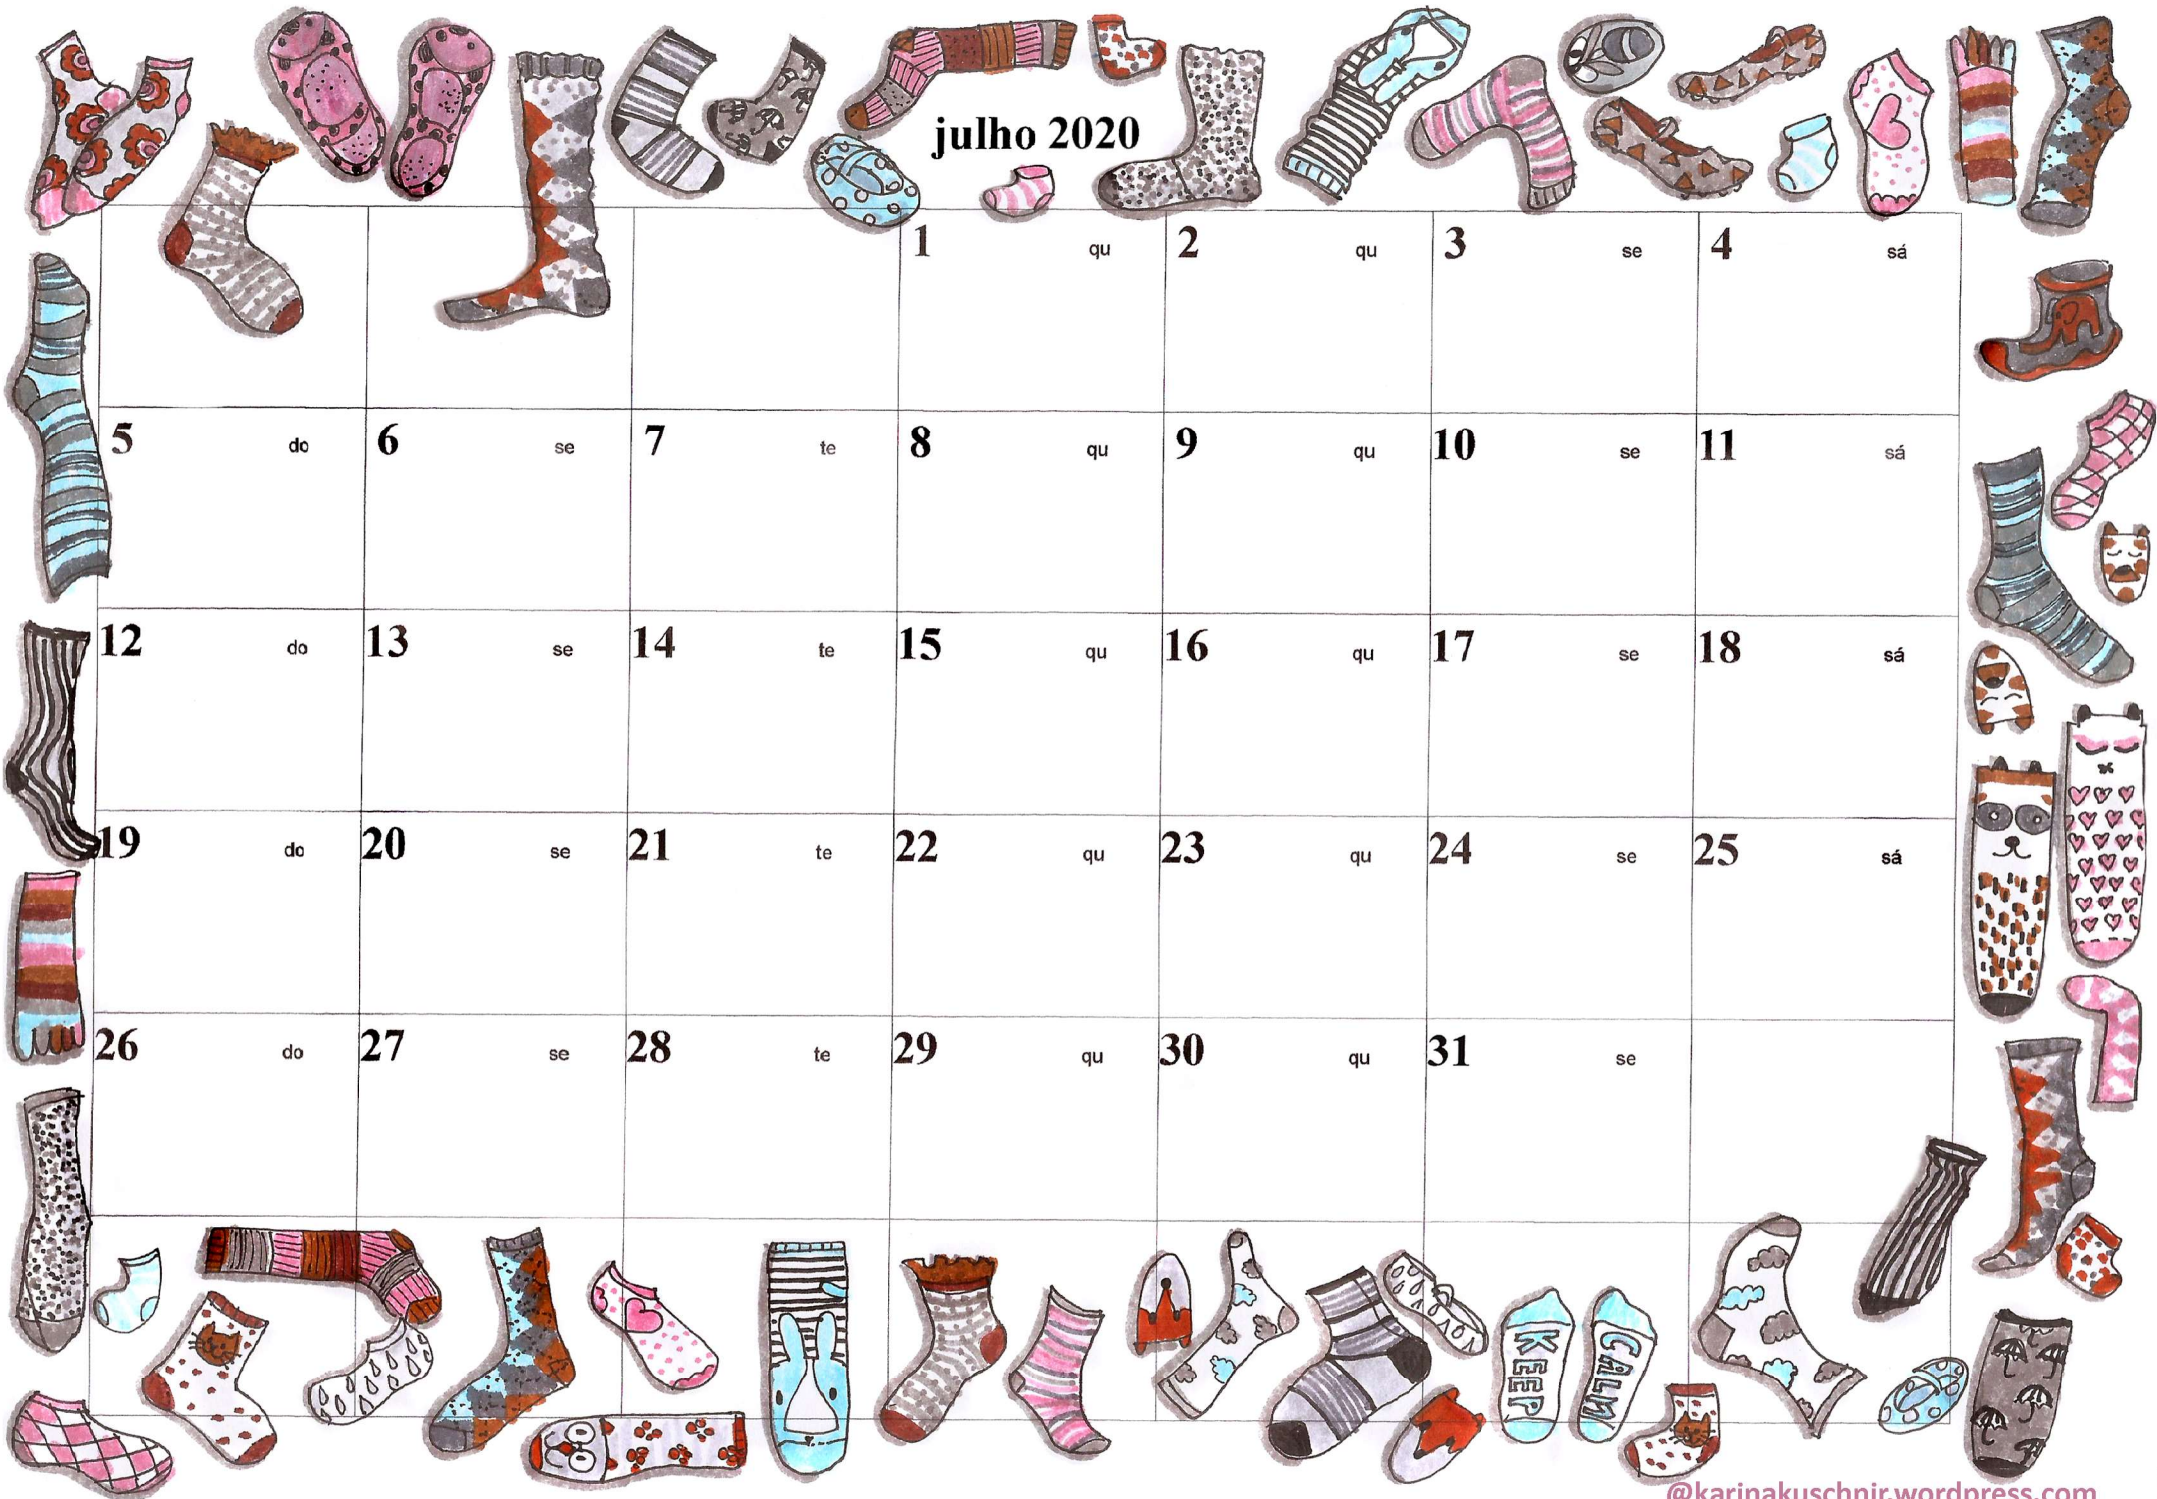 julho 2020
1 qu 2 qu 3 se 4 sá
5 do 6 se 7 te 8 qu 9 qu 10 se 11 sá
12 do 13 se 14 te 15 qu 16 qu 17 se 18 sá
19 do 20 se 21 te 22 qu 23 qu 24 se 25 sá
26 do 27 se 28 te 29 qu 30 qu 31 se
KEEP CALM
@karinakuschnir.wordpress.com